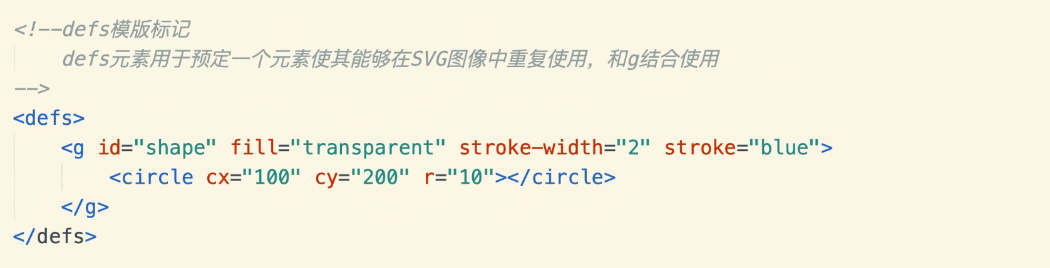 <!--defs模版标记
    defs元素用于预定一个元素使其能够在SVG图像中重复使用，和g结合使用
-->
<defs>
    <g id="shape" fill="transparent" stroke-width="2" stroke="blue">
        <circle cx="100" cy="200" r="10"></circle>
    </g>
</defs>